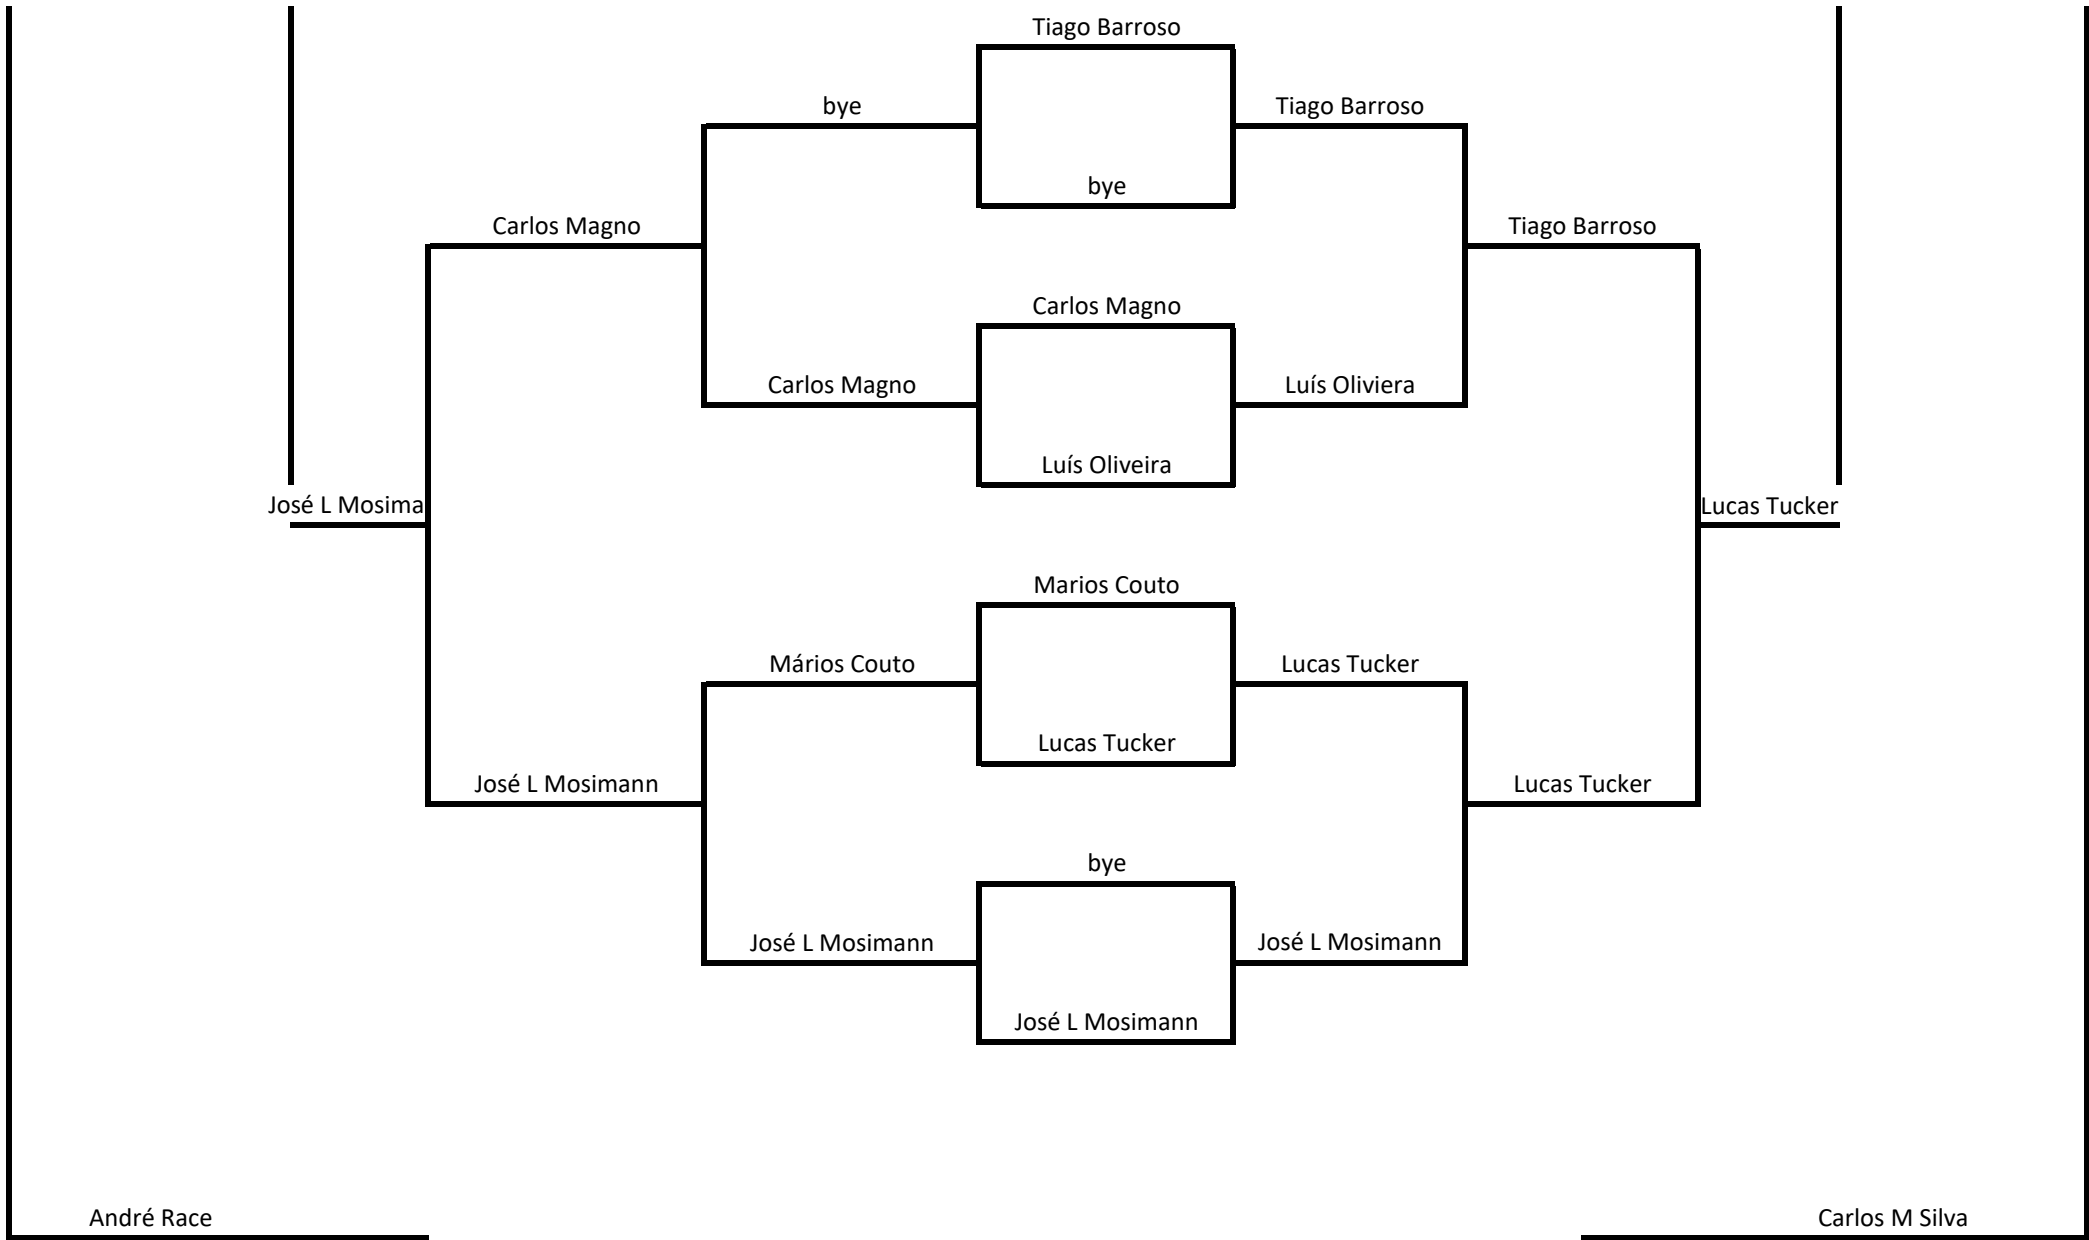 Tiago Barroso
bye
Tiago Barroso
bye
Carlos Magno
Tiago Barroso
Carlos Magno
Carlos Magno
Luís Oliviera
Luís Oliveira
José L Mosima
Lucas Tucker
Marios Couto
Mários Couto
Lucas Tucker
Lucas Tucker
José L Mosimann
Lucas Tucker
bye
José L Mosimann
José L Mosimann
José L Mosimann
André Race
Carlos M Silva